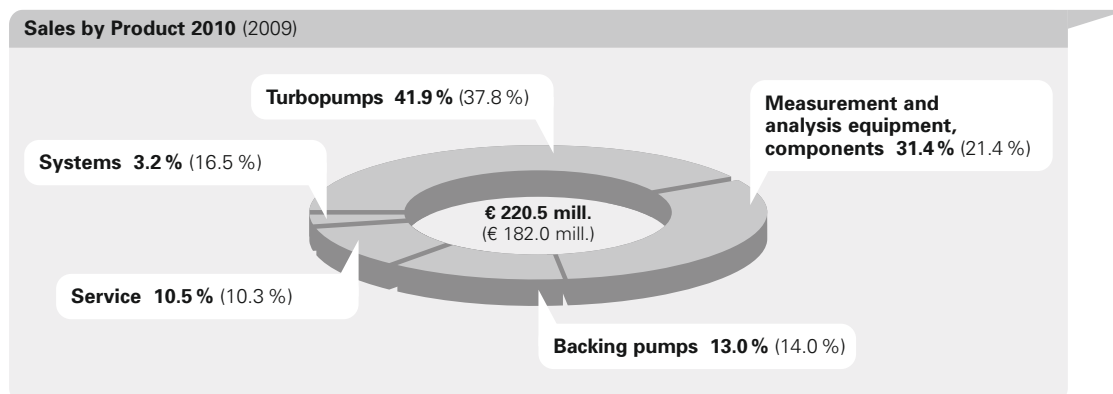 Sales by Product 2010 (2009)
Turbopumps 41.9 % (37.8 %)
Measurement and
analysis equipment,
components 31.4 % (21.4 %)
Systems 3.2 % (16.5 %)
€ 220.5 mill.
(€ 182.0 mill.)
Service 10.5 % (10.3 %)
Backing pumps 13.0 % (14.0 %)